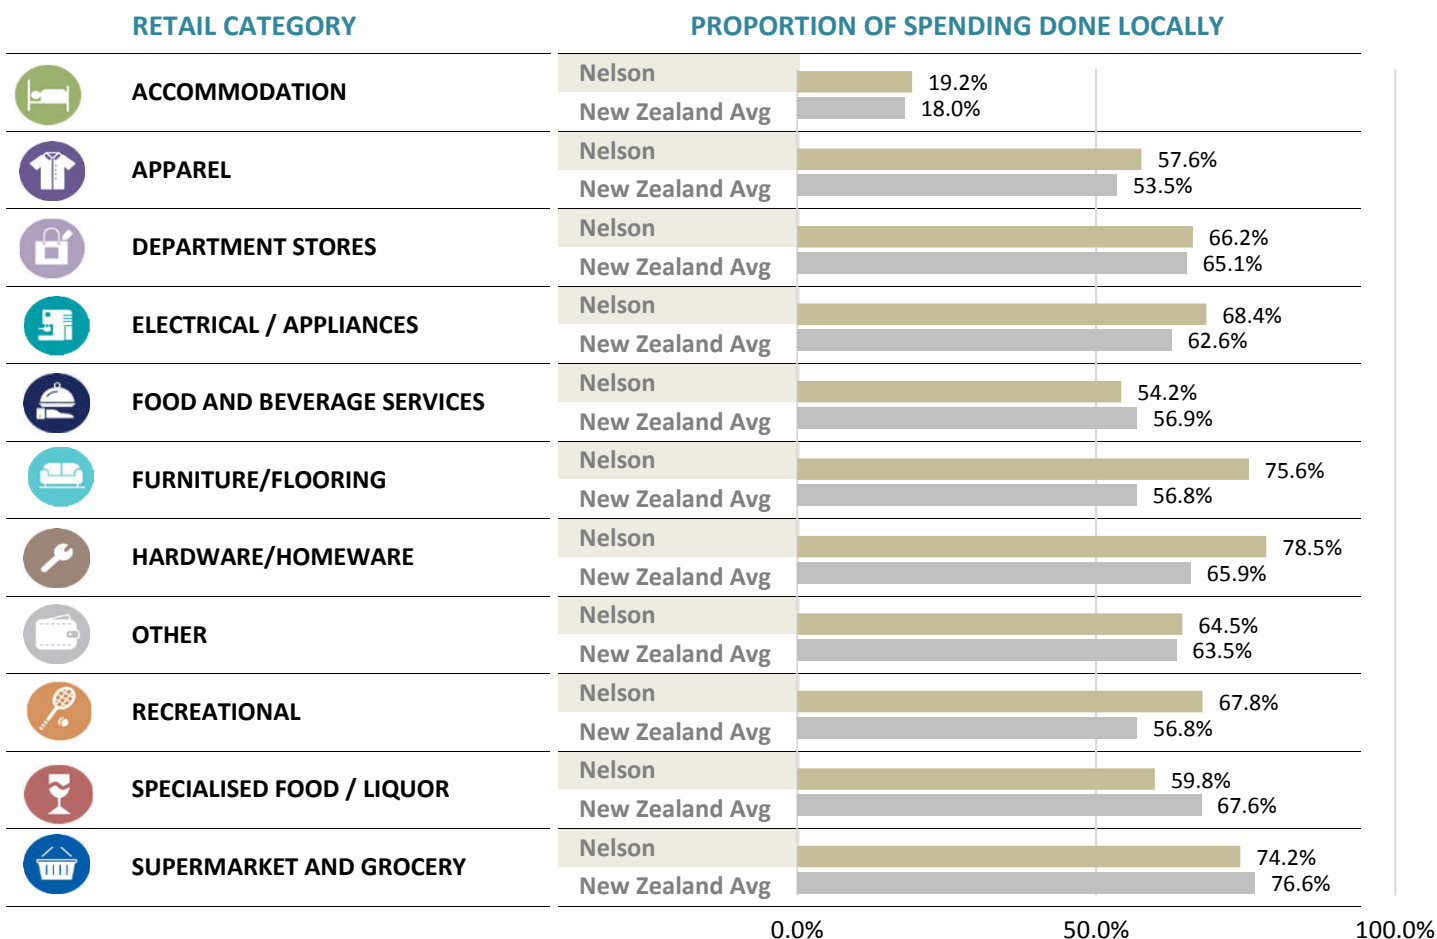 RETAIL CATEGORY PROPORTION OF SPENDING DONE LOCALLY
ACCOMMODATION
Nelson 19.2%
New Zealand Avg 18.0%
APPAREL
Nelson 57.6%
New Zealand Avg 53.5%
DEPARTMENT STORES
Nelson 66.2%
New Zealand Avg 65.1%
ELECTRICAL / APPLIANCES
Nelson 68.4%
New Zealand Avg 62.6%
FOOD AND BEVERAGE SERVICES
Nelson 54.2%
New Zealand Avg 56.9%
FURNITURE/FLOORING
Nelson 75.6%
New Zealand Avg 56.8%
HARDWARE/HOMEWARE
Nelson 78.5%
New Zealand Avg 65.9%
OTHER
Nelson 64.5%
New Zealand Avg 63.5%
RECREATIONAL
Nelson 67.8%
New Zealand Avg 56.8%
SPECIALISED FOOD / LIQUOR
Nelson 59.8%
New Zealand Avg 67.6%
SUPERMARKET AND GROCERY
Nelson 74.2%
New Zealand Avg 76.6%
0.0% 50.0% 100.0%